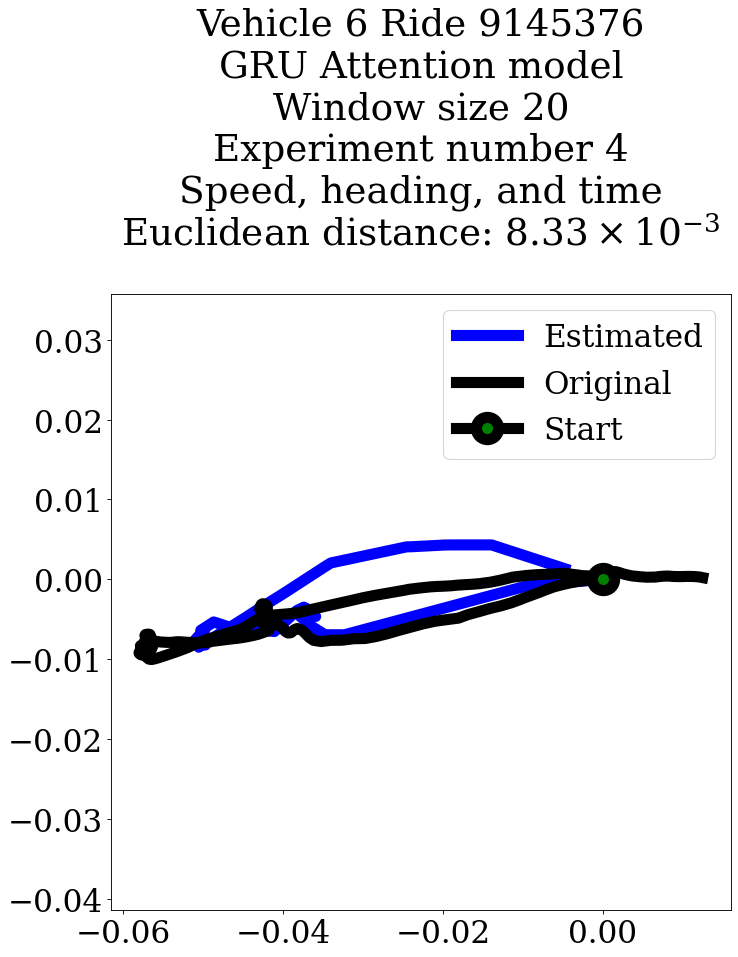 Vehicle 6 Ride 9145376
GRU Attention model
Window size 20
Experiment number 4
Speed, heading, and time
Euclidean distance: 8.33 × 10⁻³
Estimated
Original
Start
0.03
0.02
0.01
0.00
−0.01
−0.02
−0.03
−0.04
−0.06 −0.04 −0.02 0.00